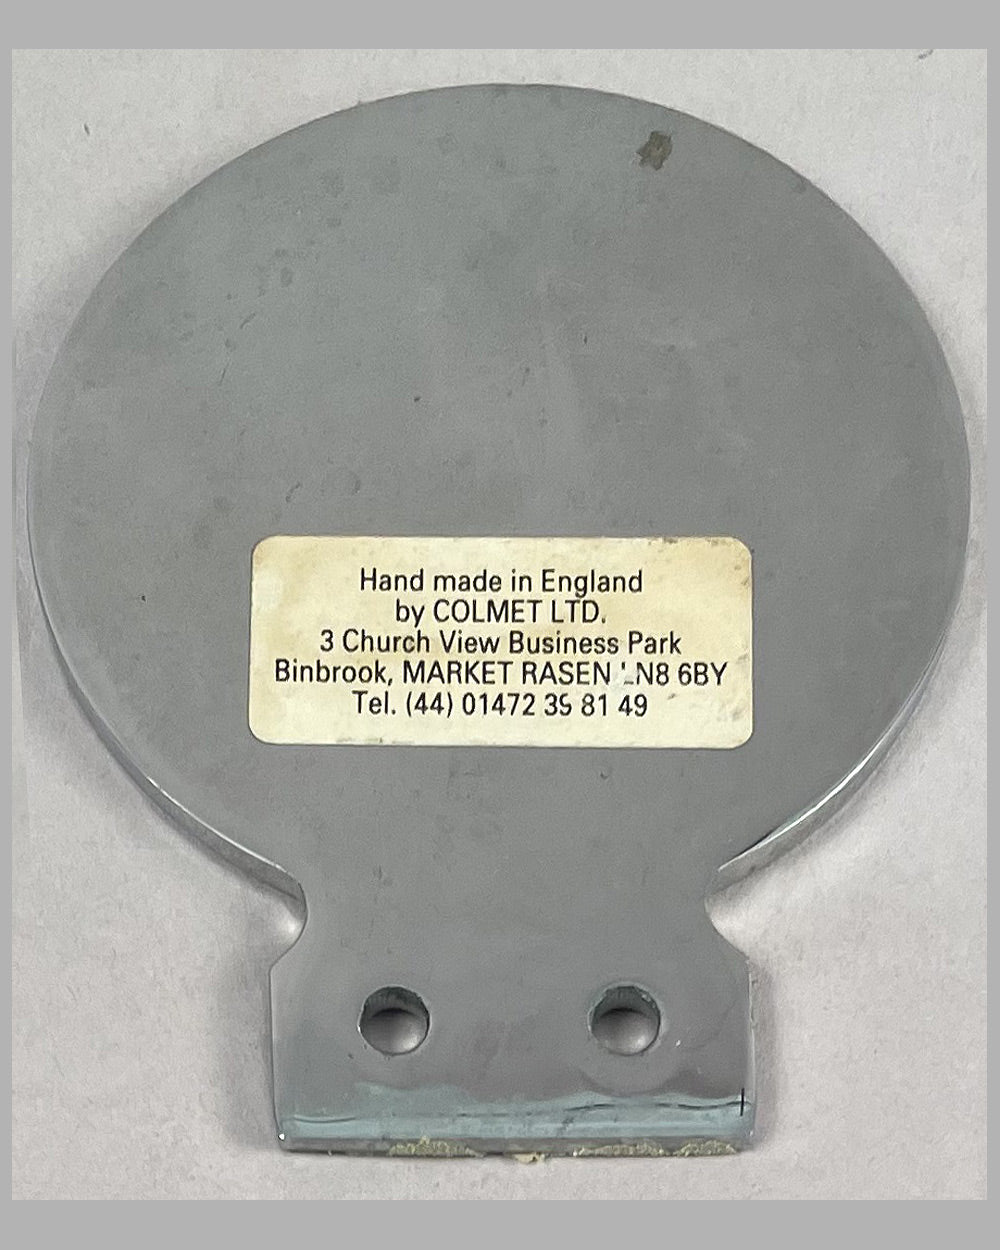 Hand made in England
by COLMET LTD.
3 Church View Business Park
Binbrook, MARKET RASEN LN8 6BY
Tel. (44) 01472 39 81 49